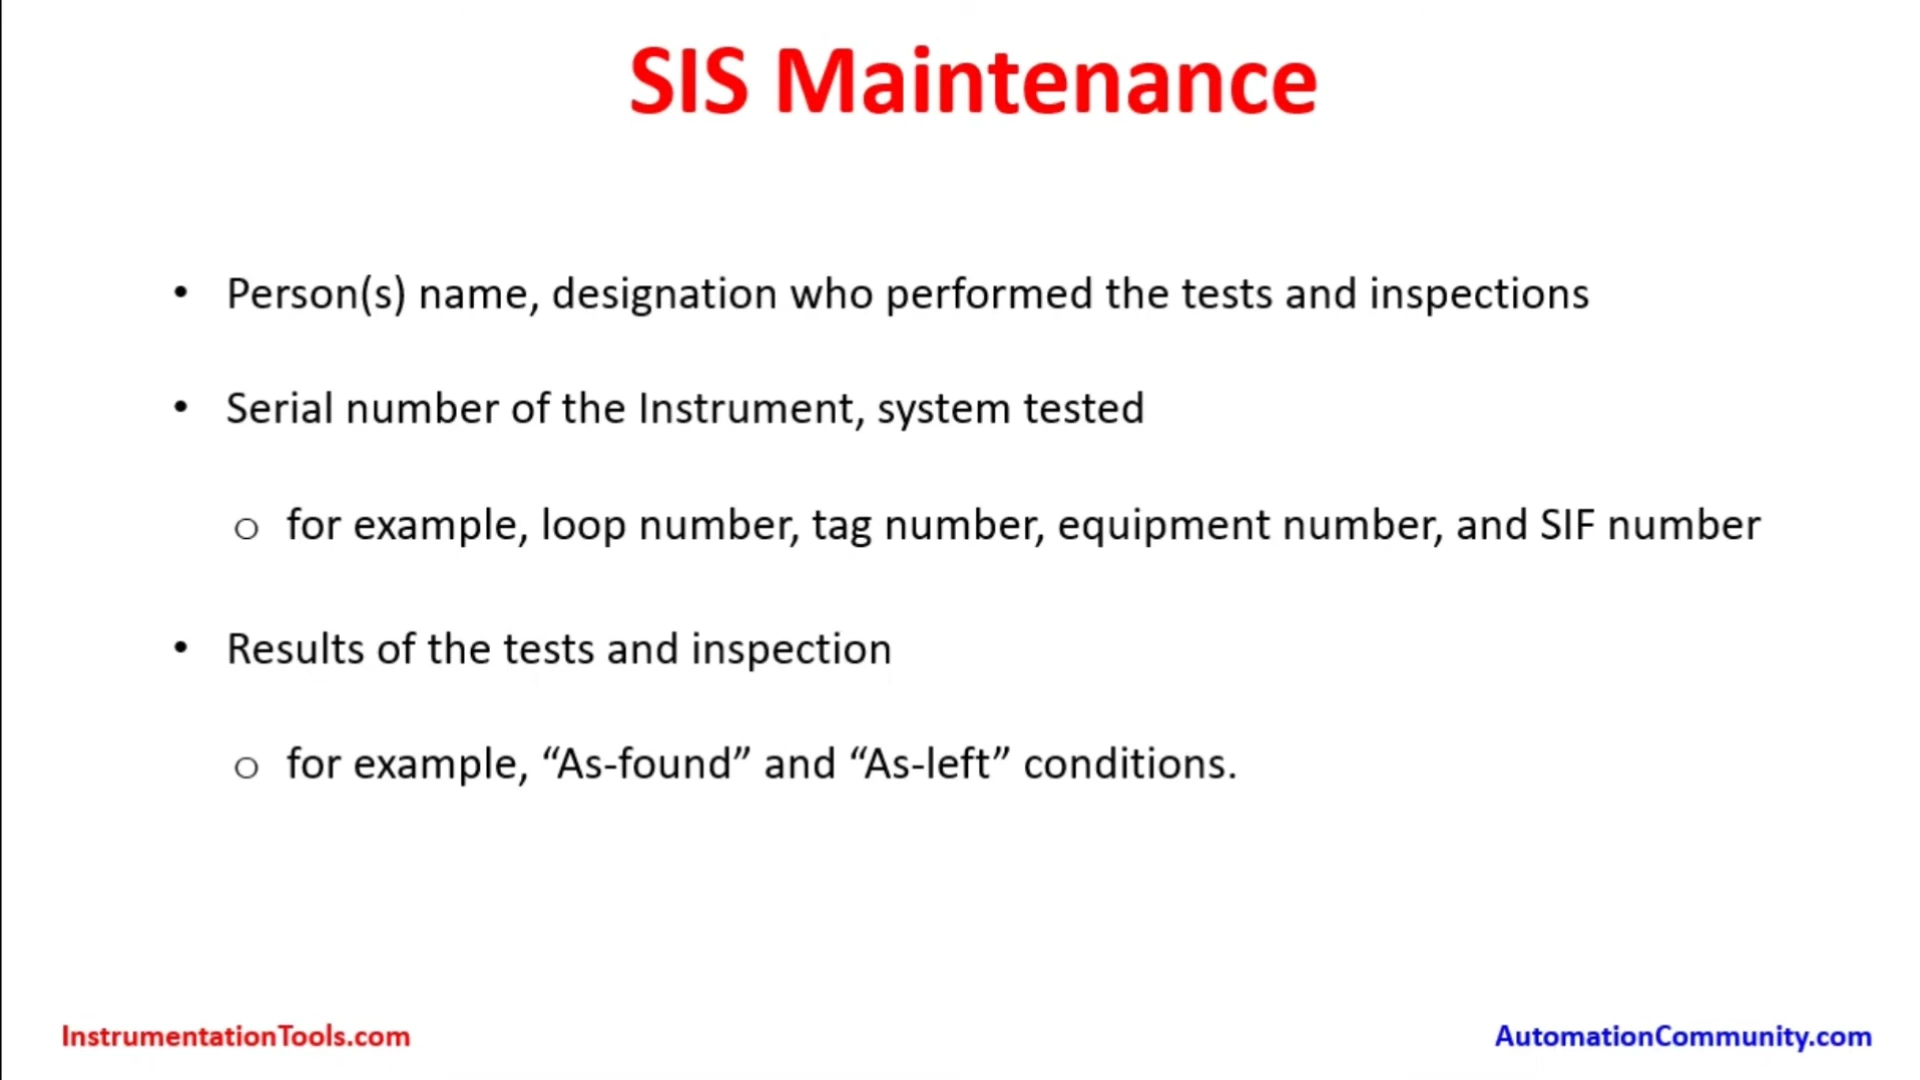 SIS Maintenance
• Person(s) name, designation who performed the tests and inspections
• Serial number of the Instrument, system tested
o for example, loop number, tag number, equipment number, and SIF number
• Results of the tests and inspection
o for example, “As-found” and “As-left” conditions.
InstrumentationTools.com
AutomationCommunity.com